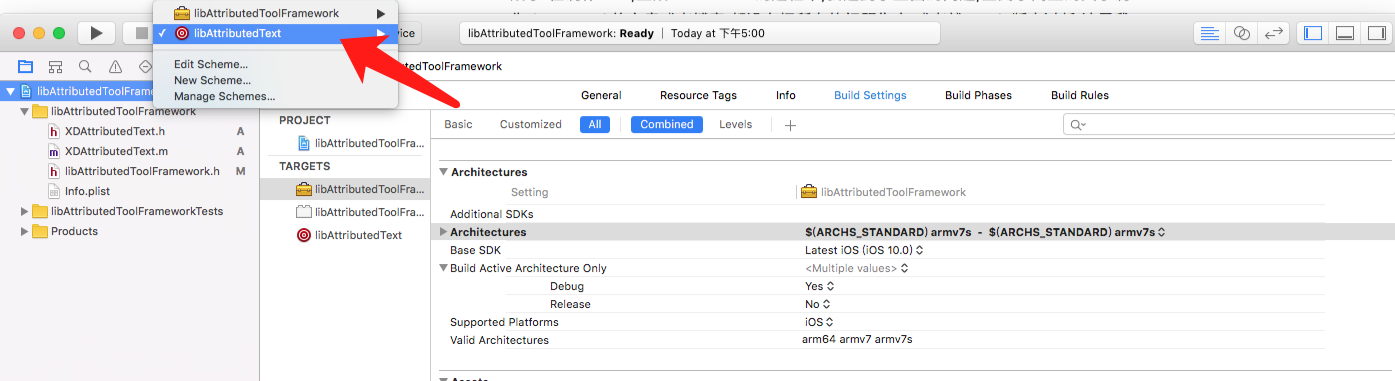 libAttributedToolFramework
libAttributedText
Edit Scheme...
New Scheme...
Manage Schemes...
libAttributedToolFramework: Ready | Today at 下午5:00
libAttributedToolFrame
libAttributedToolFramework
XDAttributedText.h A
XDAttributedText.m A
libAttributedToolFramework.h M
Info.plist
libAttributedToolFrameworkTests
Products
General Resource Tags Info Build Settings Build Phases Build Rules
PROJECT
libAttributedToolFra...
TARGETS
libAttributedToolFra...
libAttributedToolFra...
libAttributedText
Basic Customized All Combined Levels
Architectures
Setting libAttributedToolFramework
Additional SDKs
Architectures $(ARCHS_STANDARD) armv7s - $(ARCHS_STANDARD) armv7s
Base SDK Latest iOS (iOS 10.0)
Build Active Architecture Only <Multiple values>
Debug Yes
Release No
Supported Platforms iOS
Valid Architectures arm64 armv7 armv7s